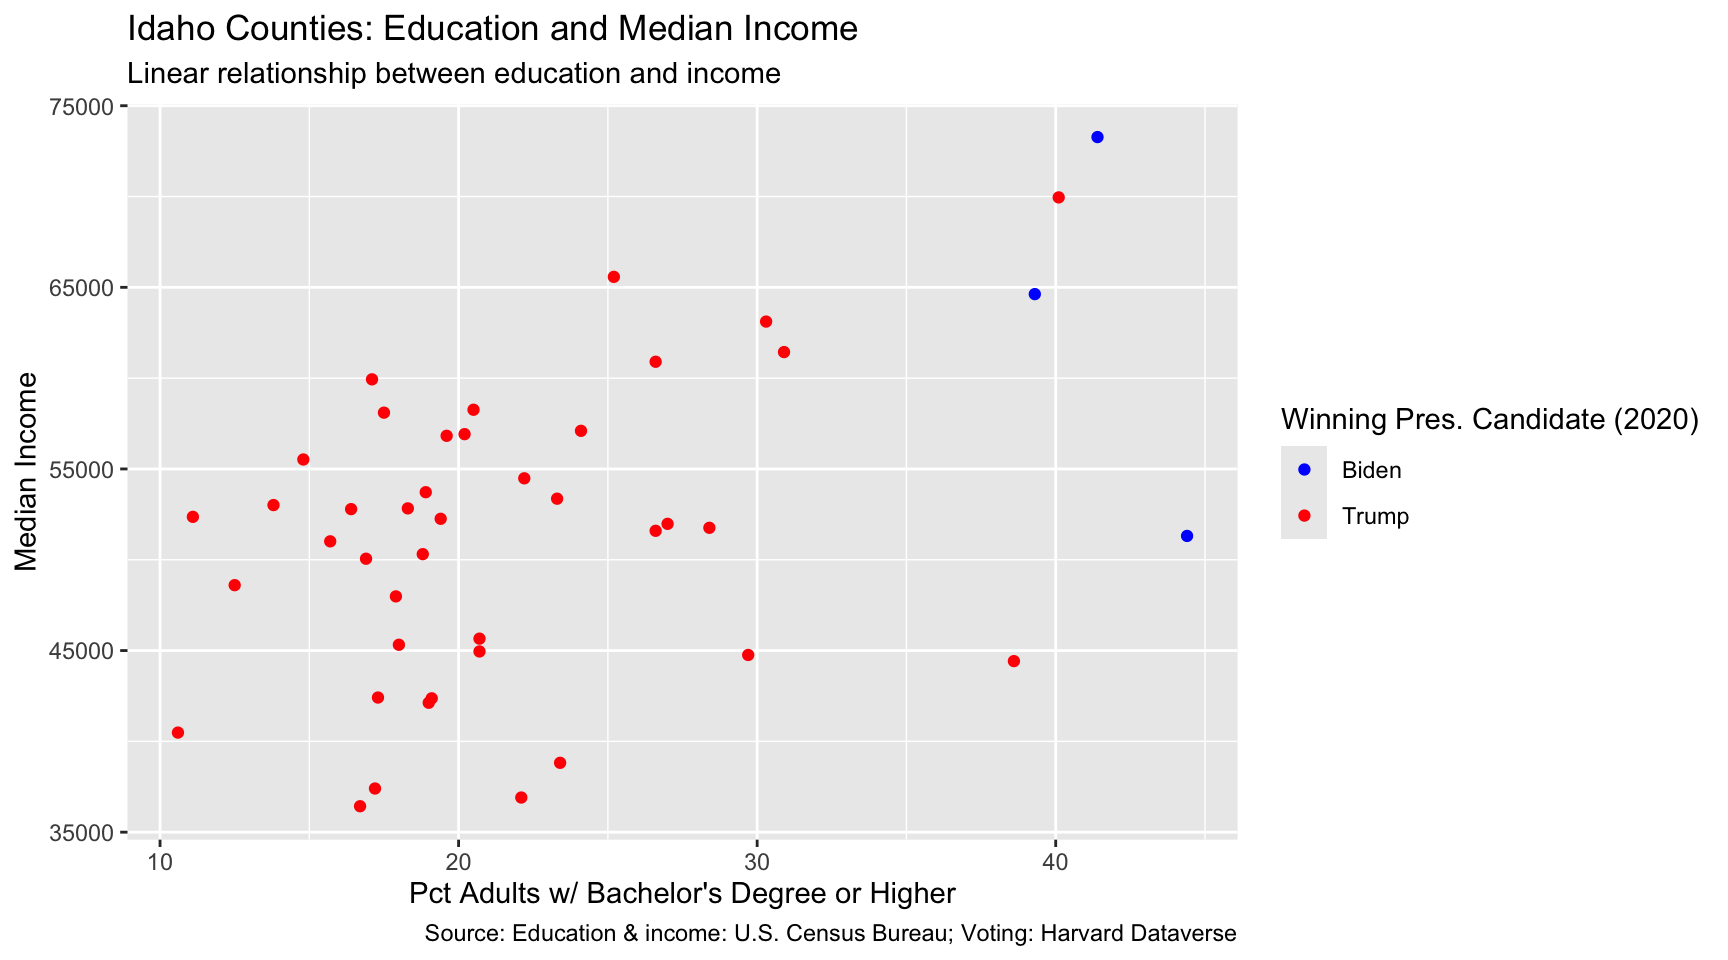 Idaho Counties: Education and Median Income
Linear relationship between education and income
75000
65000
55000
45000
35000
Median Income
10 20 30 40
Pct Adults w/ Bachelor's Degree or Higher
Winning Pres. Candidate (2020)
Biden
Trump
Source: Education & income: U.S. Census Bureau; Voting: Harvard Dataverse